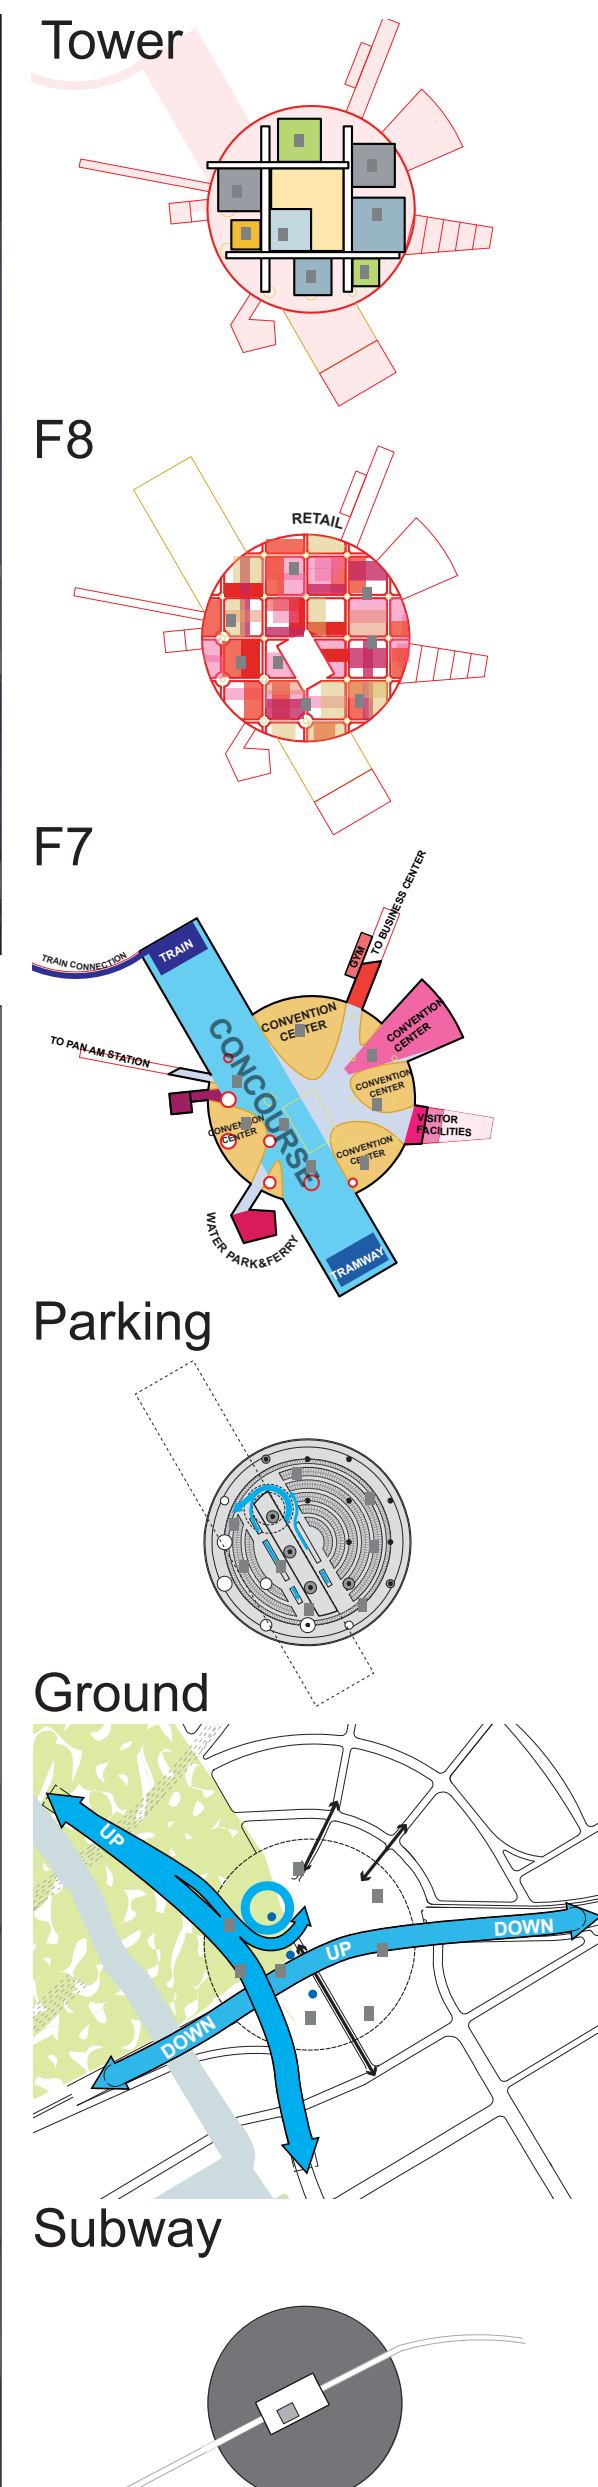 Tower
F8
RETAIL
F7
TO BUSINESS CENTER
GYM
TRAIN
TRAIN CONNECTION
CONVENTION
CENTER
CONVENTION
CENTER
TO PAN AM STATION
CONCOURSE
CONVENTION
CENTER
VISITOR
FACILITIES
CONVENTION
CENTER
CONVENTION
CENTER
WATER PARK&FERRY
TRAMWAY
Parking
Ground
UP
DOWN
UP
DOWN
Subway